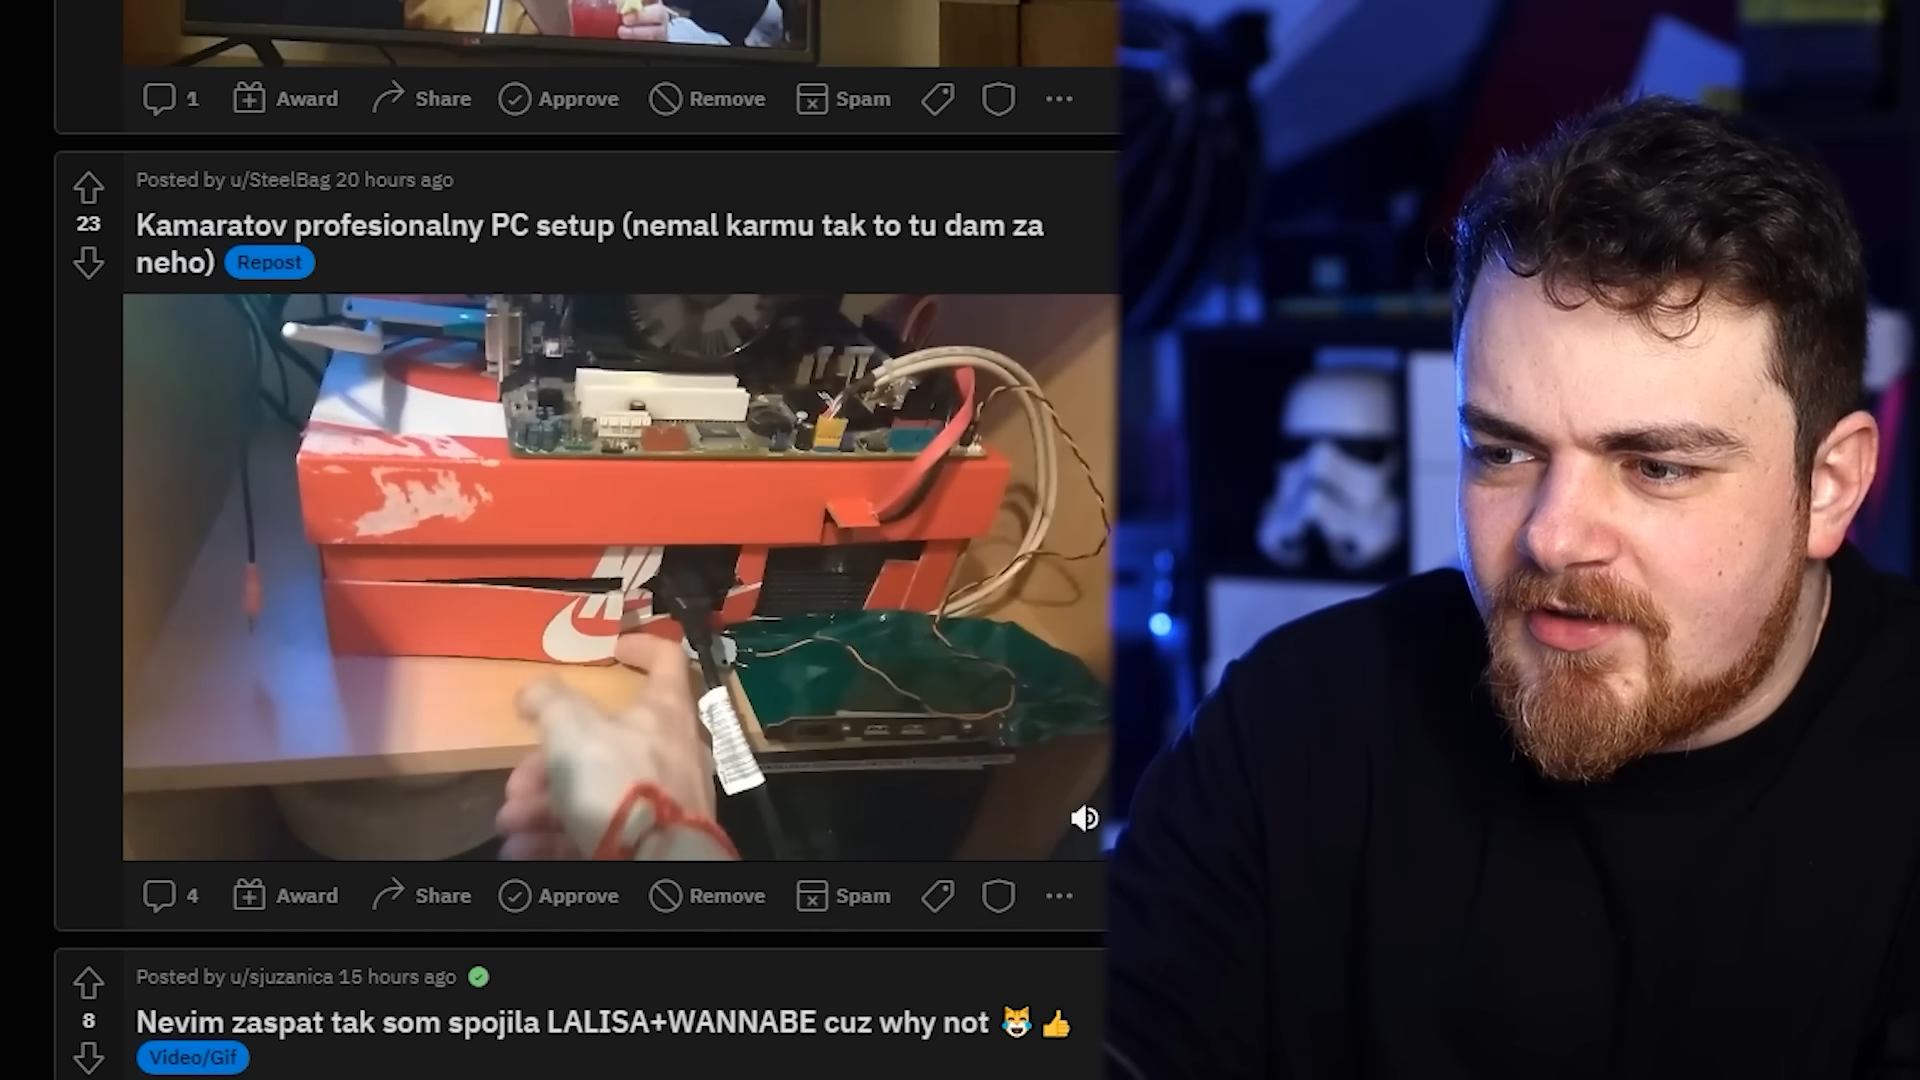 1 Award Share Approve Remove Spam
Posted by u/SteelBag 20 hours ago
23
Kamaratov profesionalny PC setup (nemal karmu tak to tu dam za
neho) Repost
4 Award Share Approve Remove Spam
Posted by u/sjuzanica 15 hours ago
8
Nevim zaspat tak som spojila LALISA+WANNABE cuz why not 😹 👍
Video/Gif